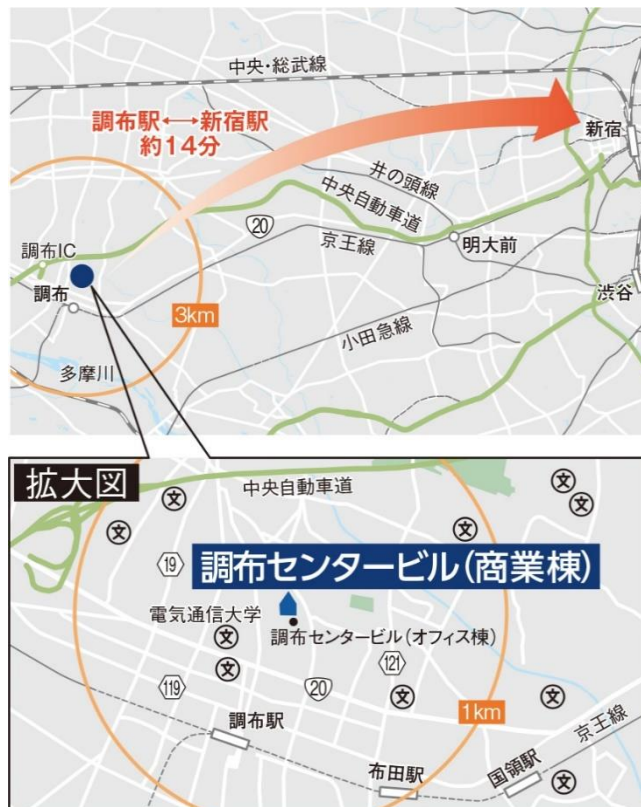 中央・総武線
調布駅⟷新宿駅
約14分
新宿
井の頭線
中央自動車道
20
京王線
明大前
調布IC
調布
3km
渋谷
小田急線
多摩川
拡大図
中央自動車道
文
文
文
文
文
19
調布センタービル(商業棟)
電気通信大学
調布センタービル(オフィス棟)
文
文
121
119
20
文
文
1km
調布駅
京王線
布田駅
国領駅
文